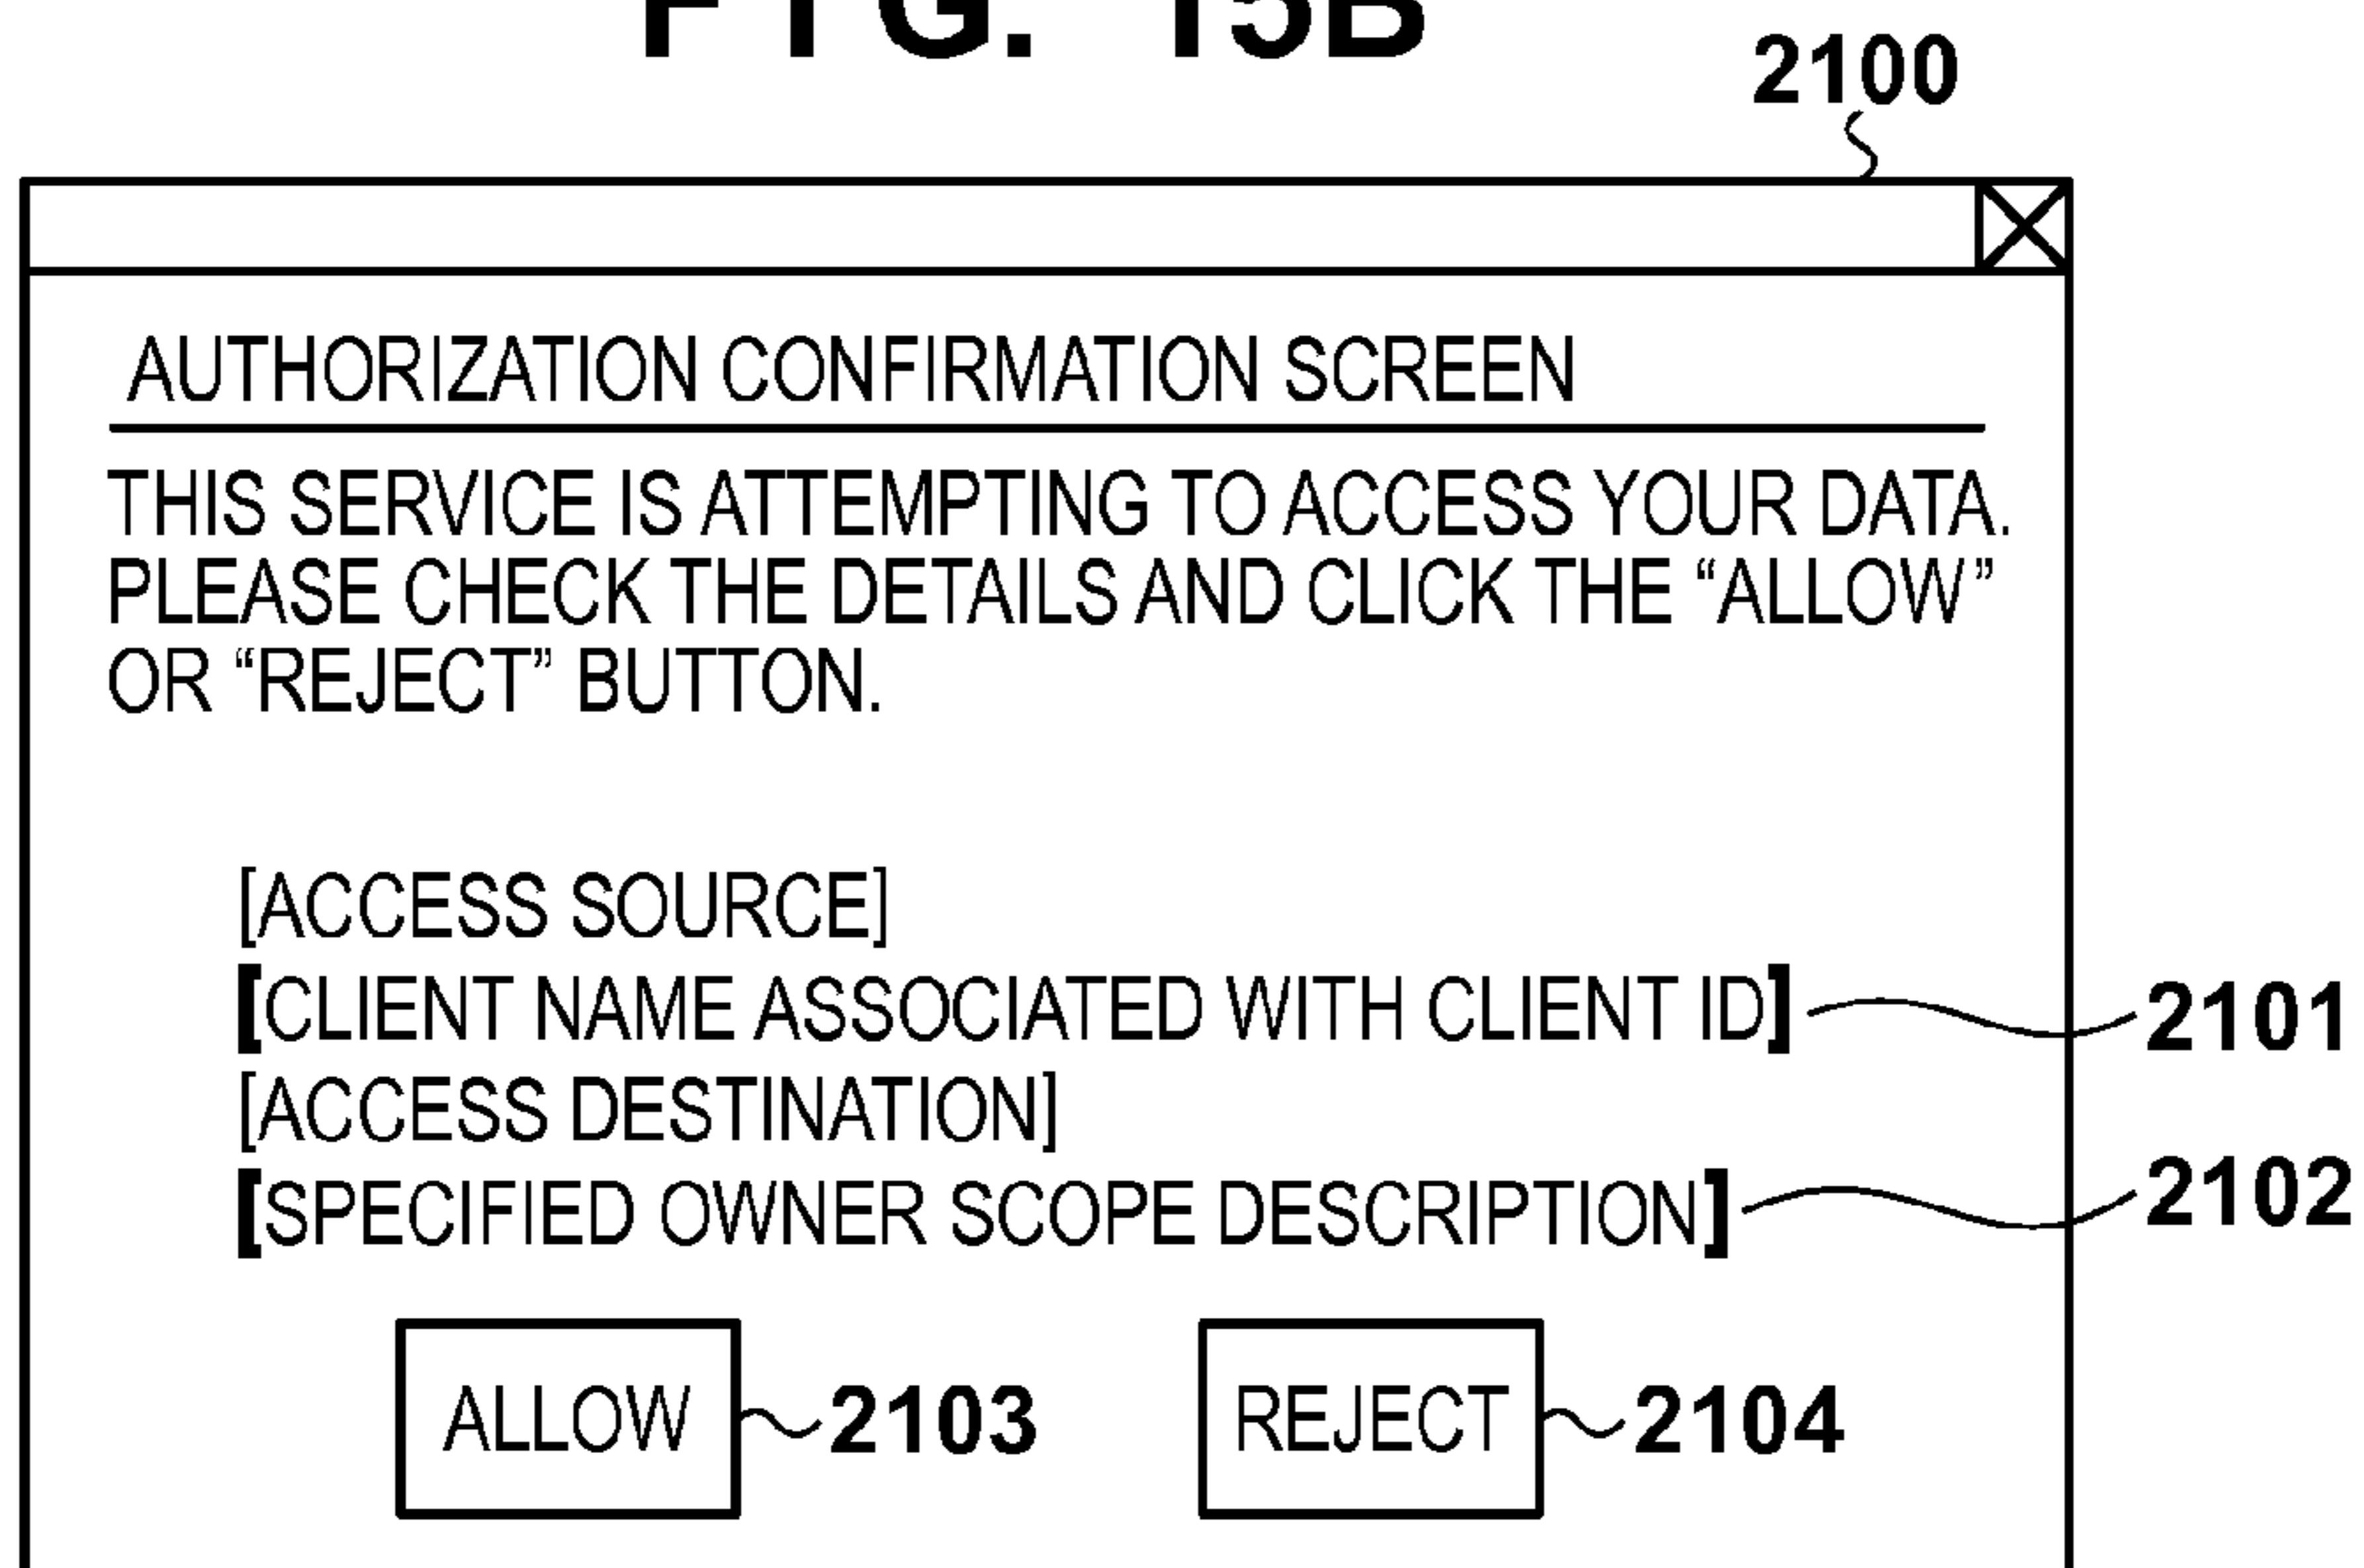 FIG. 15B
2100
AUTHORIZATION CONFIRMATION SCREEN
THIS SERVICE IS ATTEMPTING TO ACCESS YOUR DATA.
PLEASE CHECK THE DETAILS AND CLICK THE “ALLOW”
OR “REJECT” BUTTON.
[ACCESS SOURCE]
[CLIENT NAME ASSOCIATED WITH CLIENT ID] 2101
[ACCESS DESTINATION]
[SPECIFIED OWNER SCOPE DESCRIPTION] 2102
ALLOW 2103 REJECT 2104